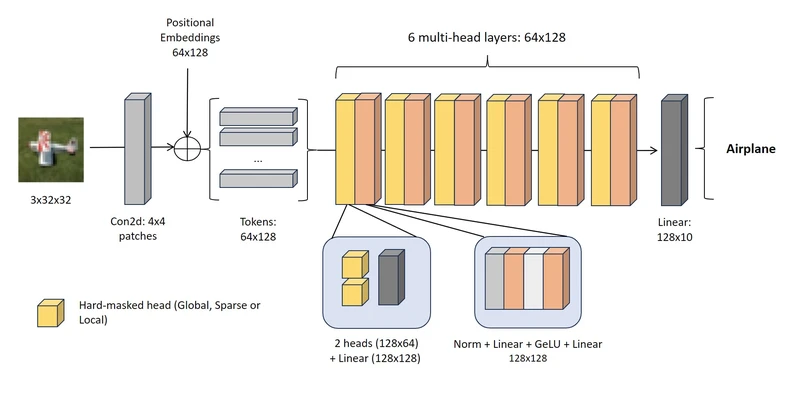 Positional
Embeddings
64x128
6 multi-head layers: 64x128
...
Airplane
3x32x32
Con2d: 4x4
patches
Tokens:
64x128
Linear:
128x10
Hard-masked head (Global, Sparse or
Local)
2 heads (128x64)
+ Linear (128x128)
Norm + Linear + GeLU + Linear
128x128